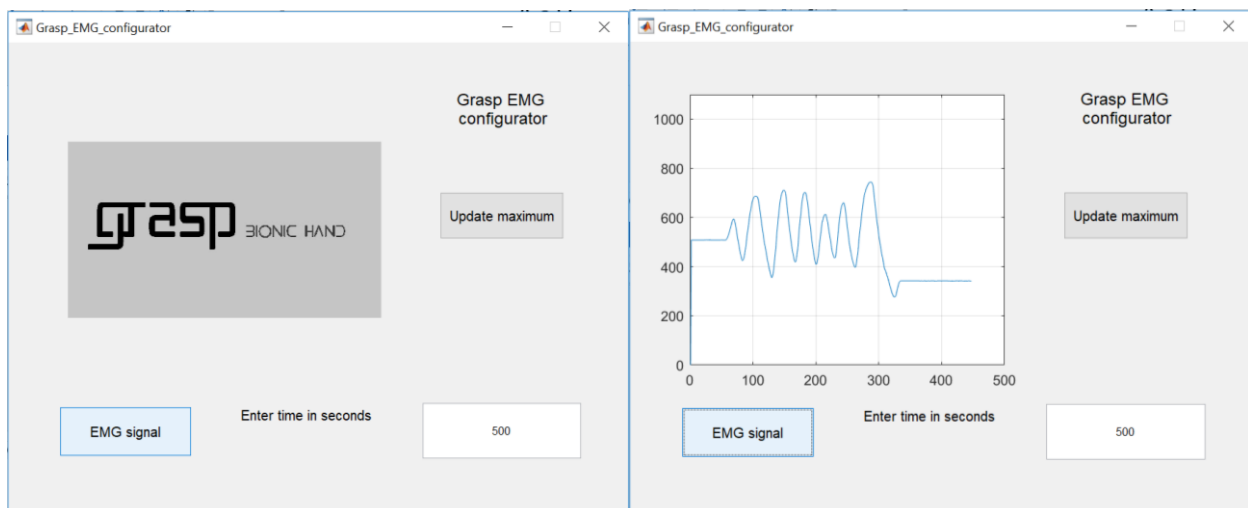 Grasp_EMG_configurator
Grasp EMG
configurator
grasp BIONIC HAND
Update maximum
Enter time in seconds
EMG signal
500
Grasp_EMG_configurator
Grasp EMG
configurator
1000
800
600
400
200
0
0 100 200 300 400 500
Update maximum
Enter time in seconds
EMG signal
500